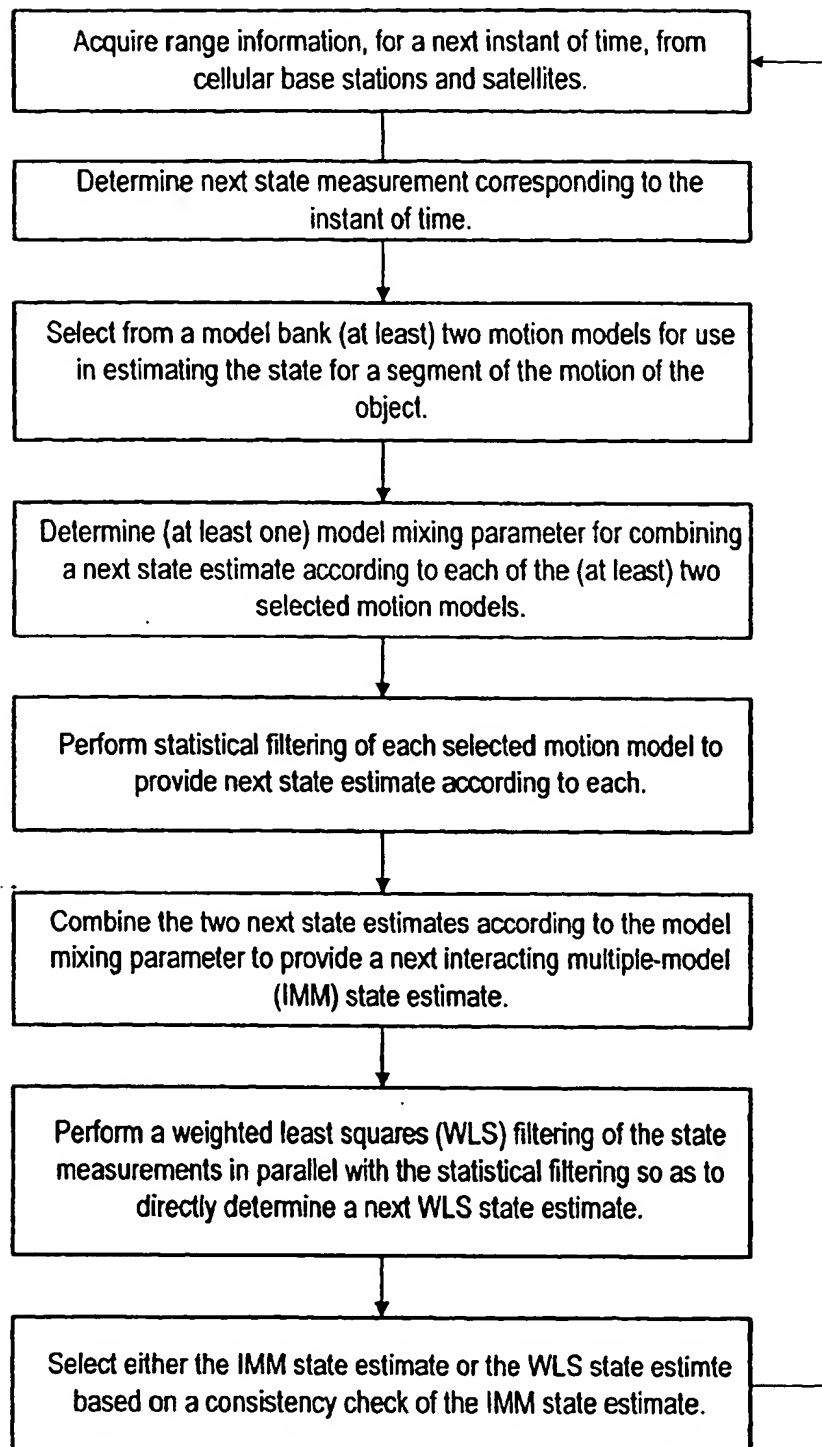 Acquire range information, for a next instant of time, from
cellular base stations and satellites.
Determine next state measurement corresponding to the
instant of time.
Select from a model bank (at least) two motion models for use
in estimating the state for a segment of the motion of the
object.
Determine (at least one) model mixing parameter for combining
a next state estimate according to each of the (at least) two
selected motion models.
Perform statistical filtering of each selected motion model to
provide next state estimate according to each.
Combine the two next state estimates according to the model
mixing parameter to provide a next interacting multiple-model
(IMM) state estimate.
Perform a weighted least squares (WLS) filtering of the state
measurements in parallel with the statistical filtering so as to
directly determine a next WLS state estimate.
Select either the IMM state estimate or the WLS state estimte
based on a consistency check of the IMM state estimate.